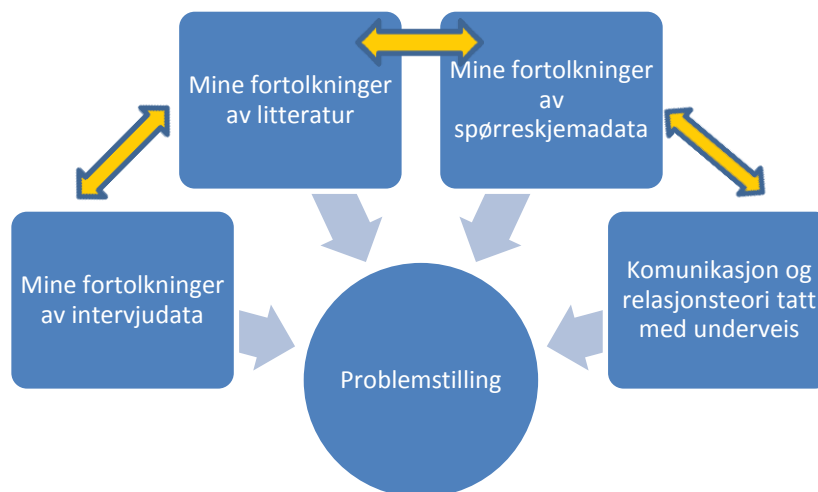 Mine fortolkninger
av litteratur
Mine fortolkninger
av
spørreskjemadata
Mine fortolkninger
av intervjudata
Komunikasjon og
relasjonsteori tatt
med underveis
Problemstilling